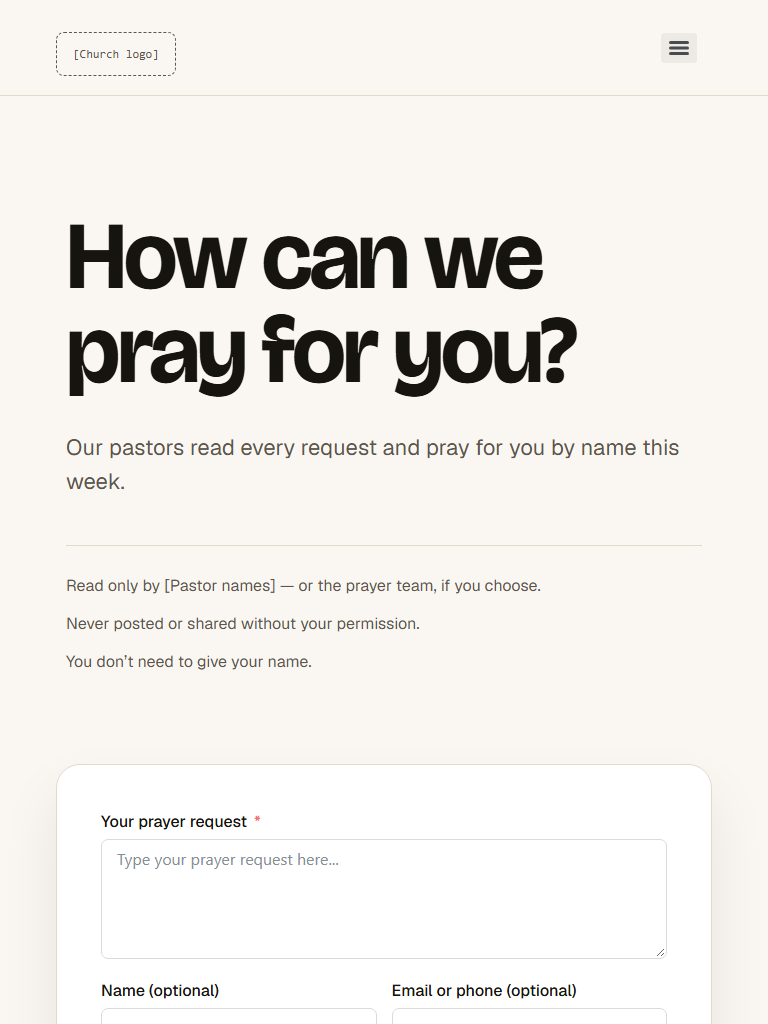 [Church logo]
How can we
pray for you?
Our pastors read every request and pray for you by name this
week.
Read only by [Pastor names] — or the prayer team, if you choose.
Never posted or shared without your permission.
You don’t need to give your name.
Your prayer request *
Type your prayer request here...
Name (optional)
Email or phone (optional)